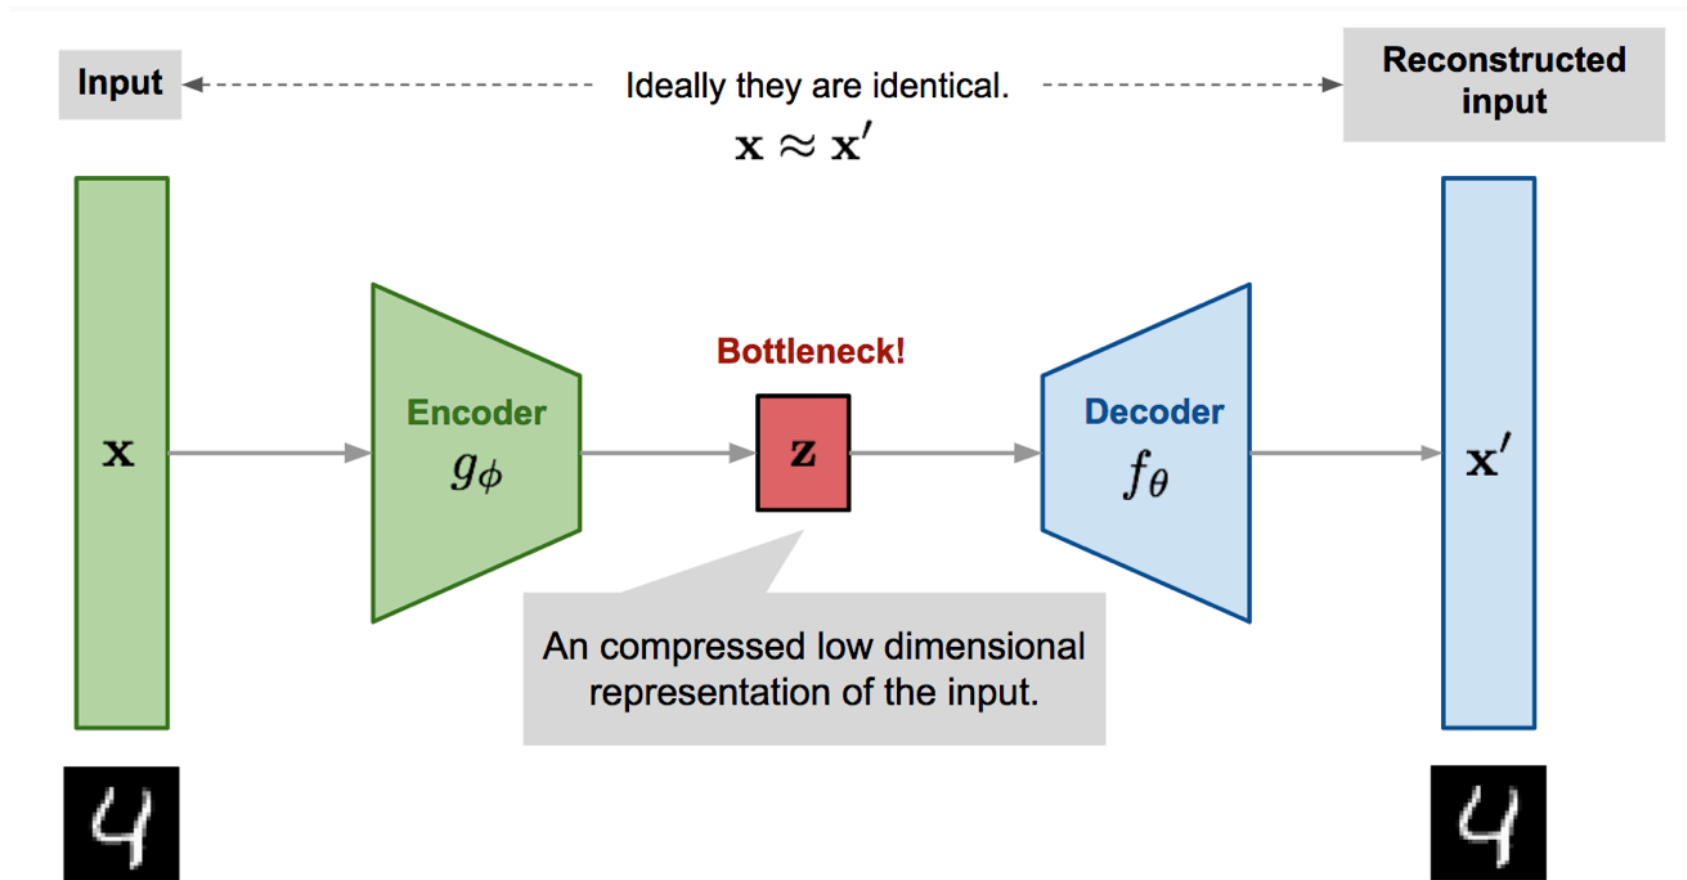 Input
Ideally they are identical.
x ≈ x′
Reconstructed
input
Bottleneck!
x
Encoder
gϕ
z
Decoder
fθ
x′
An compressed low dimensional
representation of the input.
4
4